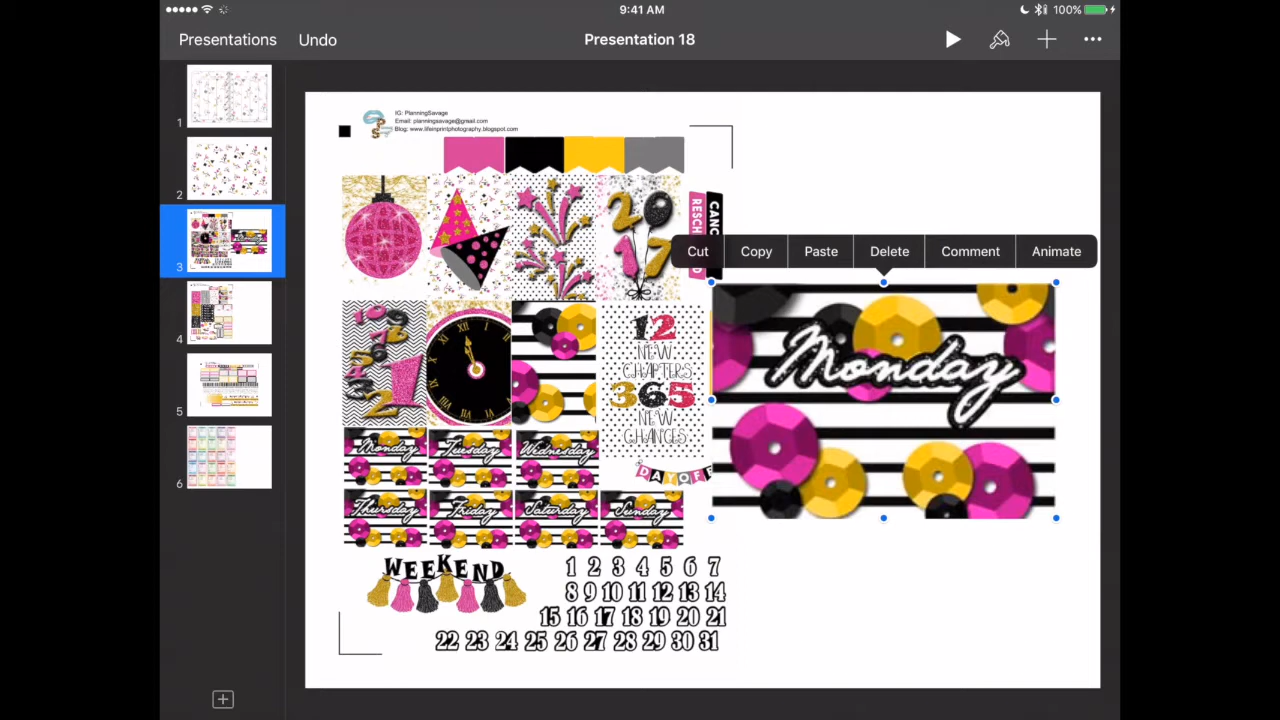 9:41 AM
100%
Presentations
Undo
Presentation 18
1
2
3
4
5
6
IG: PlanningSavage
Email: planningsavage@gmail.com
Blog: www.lifeinprintphotography.blogspot.com
2017
Cut Copy Paste Delete Comment Animate
12
NEW
CHAPTERS
365
NEW
CHANCES
DAY OFF
Monday
Monday Tuesday Wednesday
Thursday Friday Saturday Sunday
WEEKEND
1 2 3 4 5 6 7
8 9 10 11 12 13 14
15 16 17 18 19 20 21
22 23 24 25 26 27 28 29 30 31